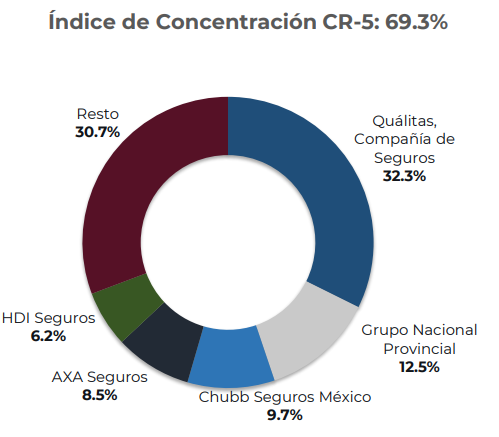 Índice de Concentración CR-5: 69.3%
Resto
30.7%
Quálitas,
Compañía de
Seguros
32.3%
HDI Seguros
6.2%
Grupo Nacional
Provincial
12.5%
AXA Seguros
8.5%
Chubb Seguros México
9.7%